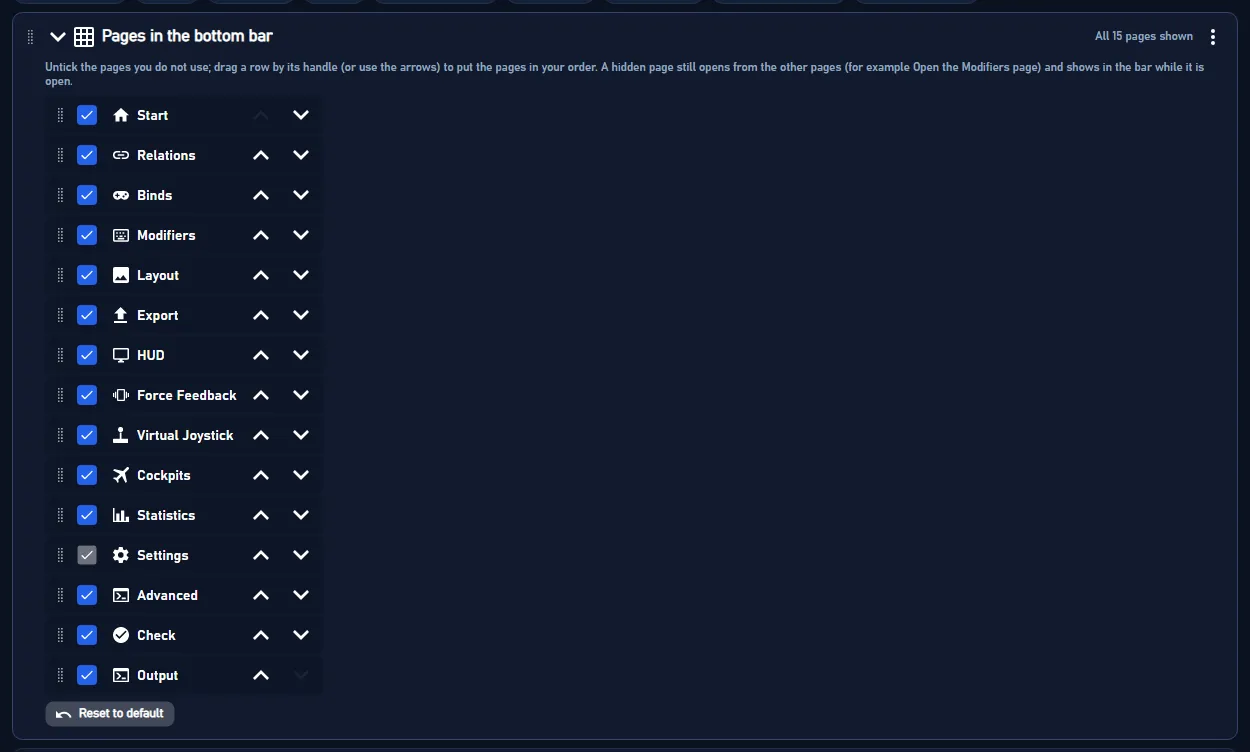 Pages in the bottom bar
All 15 pages shown
Untick the pages you do not use; drag a row by its handle (or use the arrows) to put the pages in your order. A hidden page still opens from the other pages (for example Open the Modifiers page) and shows in the bar while it is
open.
Start
Relations
Binds
Modifiers
Layout
Export
HUD
Force Feedback
Virtual Joystick
Cockpits
Statistics
Settings
Advanced
Check
Output
Reset to default